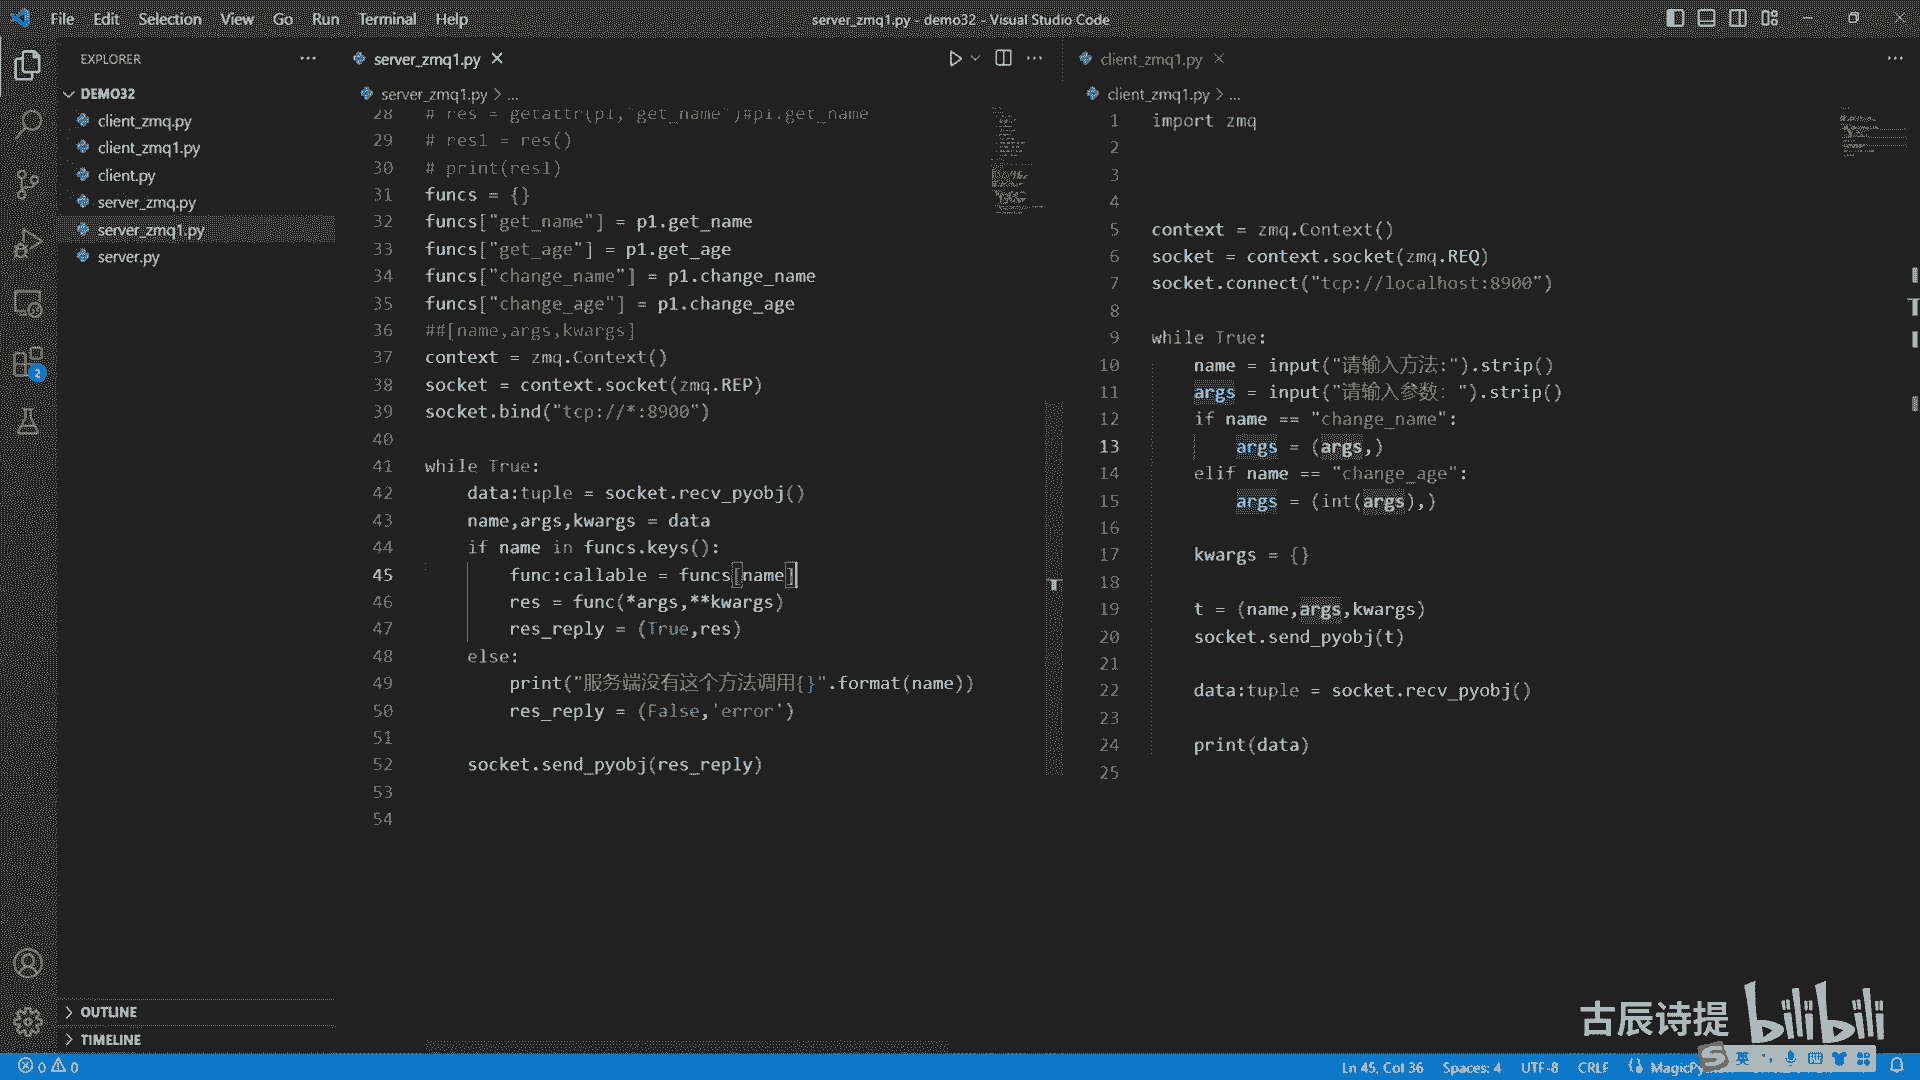 File Edit Selection View Go Run Terminal Help
server_zmq1.py - demo32 - Visual Studio Code
EXPLORER
DEMO32
client_zmq.py
client_zmq1.py
client.py
server_zmq.py
server_zmq1.py
server.py
OUTLINE
TIMELINE
server_zmq1.py
server_zmq1.py > ...
28 # res = getattr(p1,"get_name")#p1.get_name
29 # res1 = res()
30 # print(res1)
31 funcs = {}
32 funcs["get_name"] = p1.get_name
33 funcs["get_age"] = p1.get_age
34 funcs["change_name"] = p1.change_name
35 funcs["change_age"] = p1.change_age
36 ##[name,args,kwargs]
37 context = zmq.Context()
38 socket = context.socket(zmq.REP)
39 socket.bind("tcp://*:8900")
40
41 while True:
42 data:tuple = socket.recv_pyobj()
43 name,args,kwargs = data
44 if name in funcs.keys():
45 func:callable = funcs[name]
46 res = func(*args,**kwargs)
47 res_reply = (True,res)
48 else:
49 print("服务端没有这个方法调用{}".format(name))
50 res_reply = (False,'error')
51
52 socket.send_pyobj(res_reply)
53
54
client_zmq1.py
client_zmq1.py > ...
1 import zmq
2
3
4
5 context = zmq.Context()
6 socket = context.socket(zmq.REQ)
7 socket.connect("tcp://localhost:8900")
8
9 while True:
10 name = input("请输入方法:").strip()
11 args = input("请输入参数: ").strip()
12 if name == "change_name":
13 args = (args,)
14 elif name == "change_age":
15 args = (int(args),)
16
17 kwargs = {}
18
19 t = (name,args,kwargs)
20 socket.send_pyobj(t)
21
22 data:tuple = socket.recv_pyobj()
23
24 print(data)
25
2
古辰诗提 bilibili
英
0 0
Ln 45, Col 36 Spaces: 4 UTF-8 CRLF